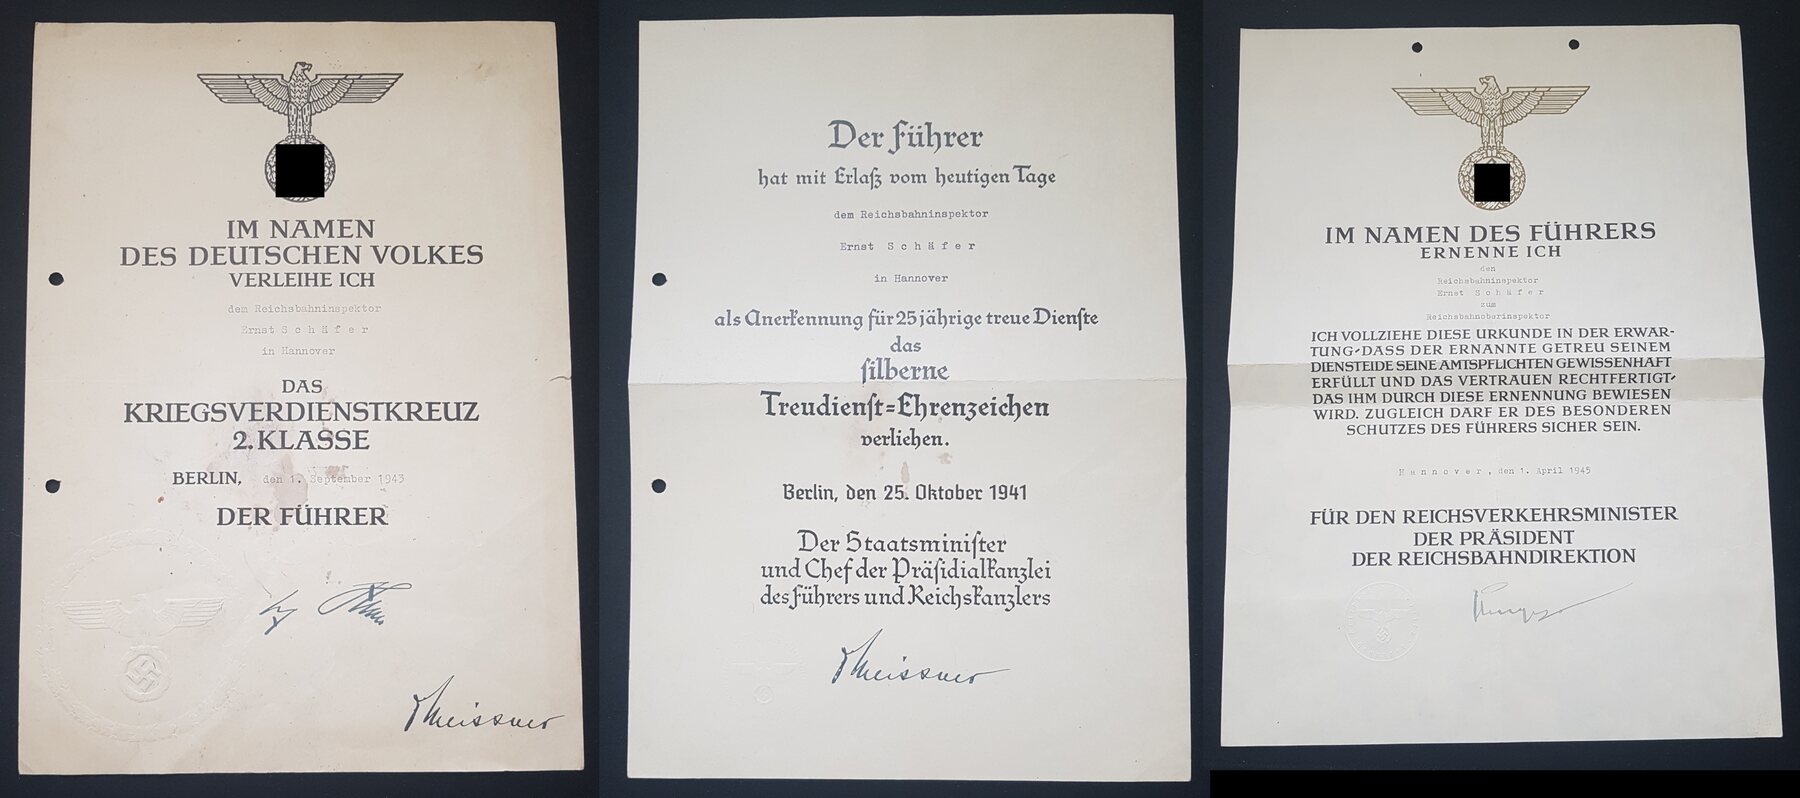 IM NAMEN
DES DEUTSCHEN VOLKES
VERLEIHE ICH
dem Reichsbahninspektor
Ernst Schäfer
in Hannover
DAS
KRIEGSVERDIENSTKREUZ
2. KLASSE
BERLIN, den 1. September 1943
DER FÜHRER
Meissner
Der Führer
hat mit Erlaß vom heutigen Tage
dem Reichsbahninspektor
Ernst Schäfer
in Hannover
als Anerkennung für 25 jährige treue Dienste
das
silberne
Treudienst=Ehrenzeichen
verliehen.
Berlin, den 25. Oktober 1941
Der Staatsminister
und Chef der Präsidialkanzlei
des Führers und Reichskanzlers
Meissner
IM NAMEN DES FÜHRERS
ERNENNE ICH
den
Reichsbahninspektor
Ernst Schäfer
zum
Reichsbahnoberinspektor
ICH VOLLZIEHE DIESE URKUNDE IN DER ERWAR-
TUNG-DASS DER ERNANNTE GETREU SEINEM
DIENSTEIDE SEINE AMTSPFLICHTEN GEWISSENHAFT
ERFÜLLT UND DAS VERTRAUEN RECHTFERTIGT-
DAS IHM DURCH DIESE ERNENNUNG BEWIESEN
WIRD. ZUGLEICH DARF ER DES BESONDEREN
SCHUTZES DES FÜHRERS SICHER SEIN.
Hannover, den 1. April 1945
FÜR DEN REICHSVERKEHRSMINISTER
DER PRÄSIDENT
DER REICHSBAHNDIREKTION